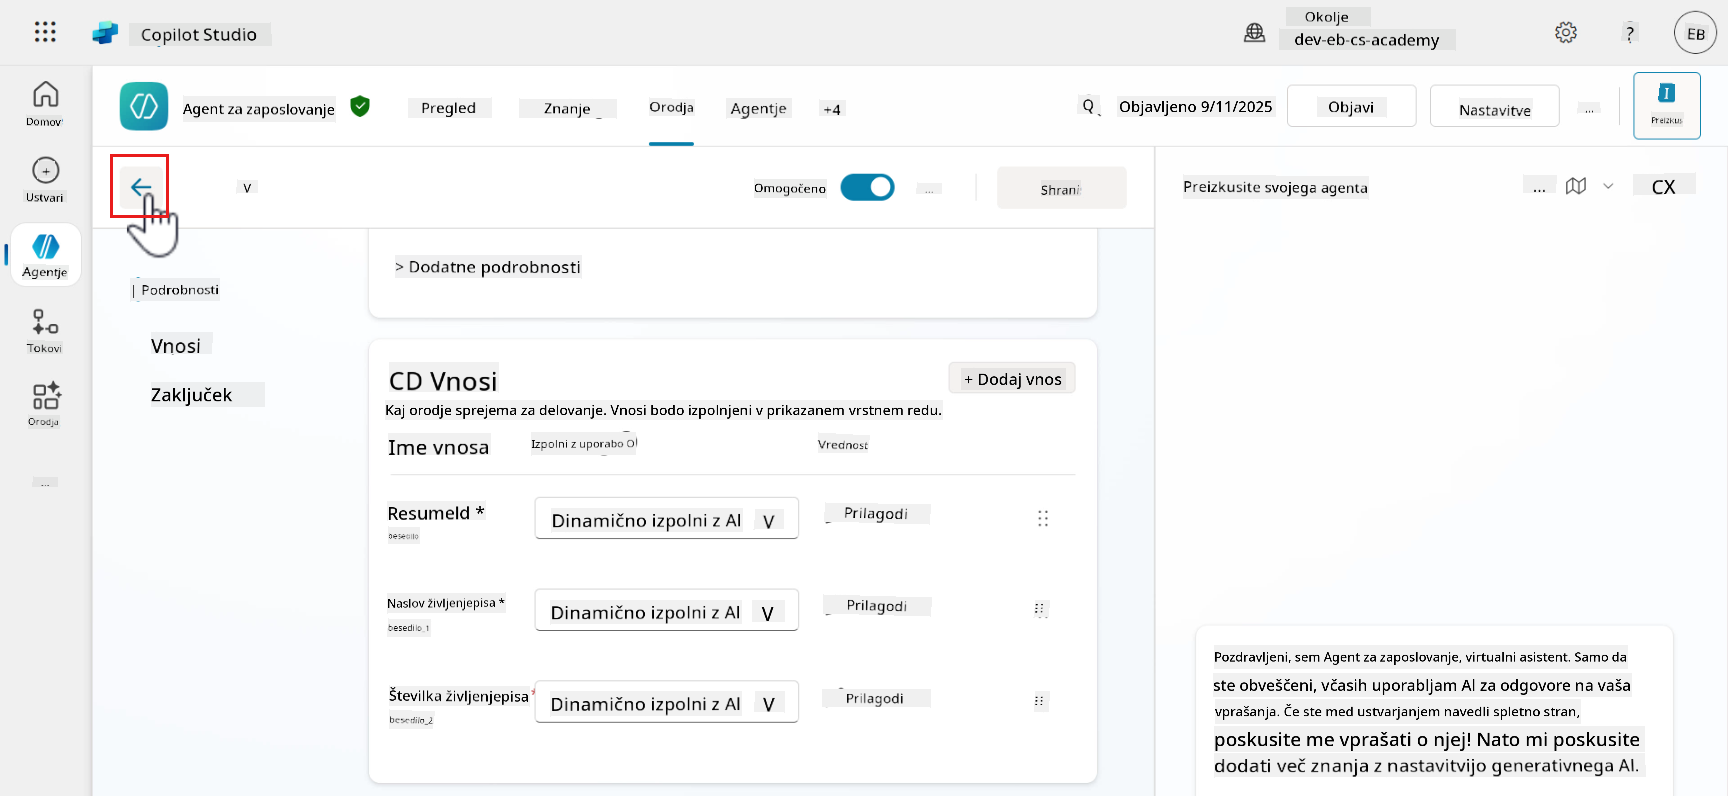 Copilot Studio
Okolje
dev-eb-cs-academy
?
EB
Domov
Ustvari
Agentje
Tokovi
Orodja
...
Agent za zaposlovanje
Pregled
Znanje
Orodja
Agentje
+4
Q
Objavljeno 9/11/2025
Objavi
Nastavitve
...
Preizkus
V
Omogočeno
...
Shrani
Preizkusite svojega agenta
...
CX
> Dodatne podrobnosti
| Podrobnosti
Vnosi
Zaključek
CD Vnosi
+ Dodaj vnos
Kaj orodje sprejema za delovanje. Vnosi bodo izpolnjeni v prikazanem vrstnem redu.
Ime vnosa
Izpolni z uporabo O
Vrednost
Resumeld *
besedilo
Dinamično izpolni z AI V
Prilagodi
Naslov življenjepisa *
besedilo_1
Dinamično izpolni z AI V
Prilagodi
Številka življenjepisa *
besedilo_2
Dinamično izpolni z AI V
Prilagodi
Pozdravljeni, sem Agent za zaposlovanje, virtualni asistent. Samo da
ste obveščeni, včasih uporabljam AI za odgovore na vaša
vprašanja. Če ste med ustvarjanjem navedli spletno stran,
poskusite me vprašati o njej! Nato mi poskusite
dodati več znanja z nastavitvijo generativnega AI.